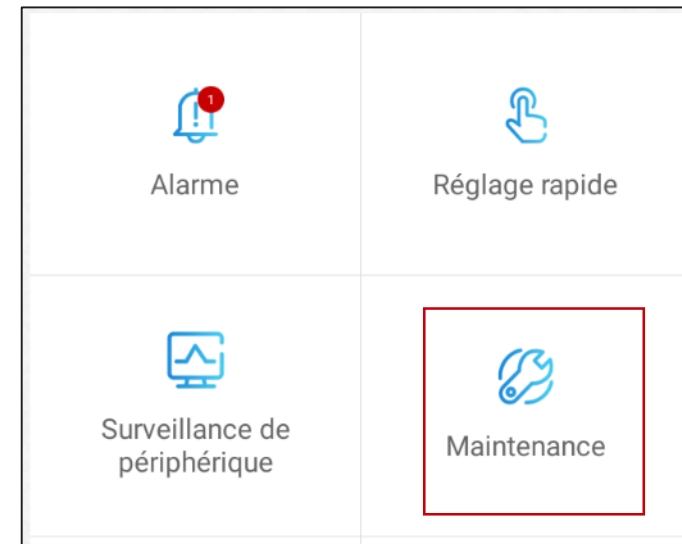 1
Alarme
Réglage rapide
Surveillance de
périphérique
Maintenance